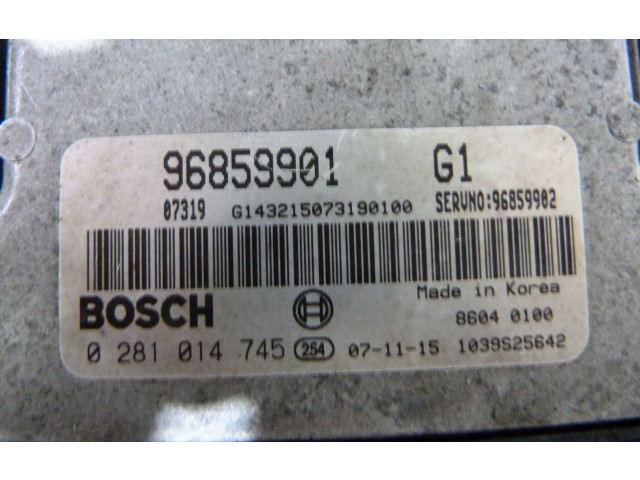 96859901 G1
07319 G143215073190100 SERVNO:96859902
Made in Korea
BOSCH
8604 0100
0 281 014 745 254 07-11-15 1039S25642